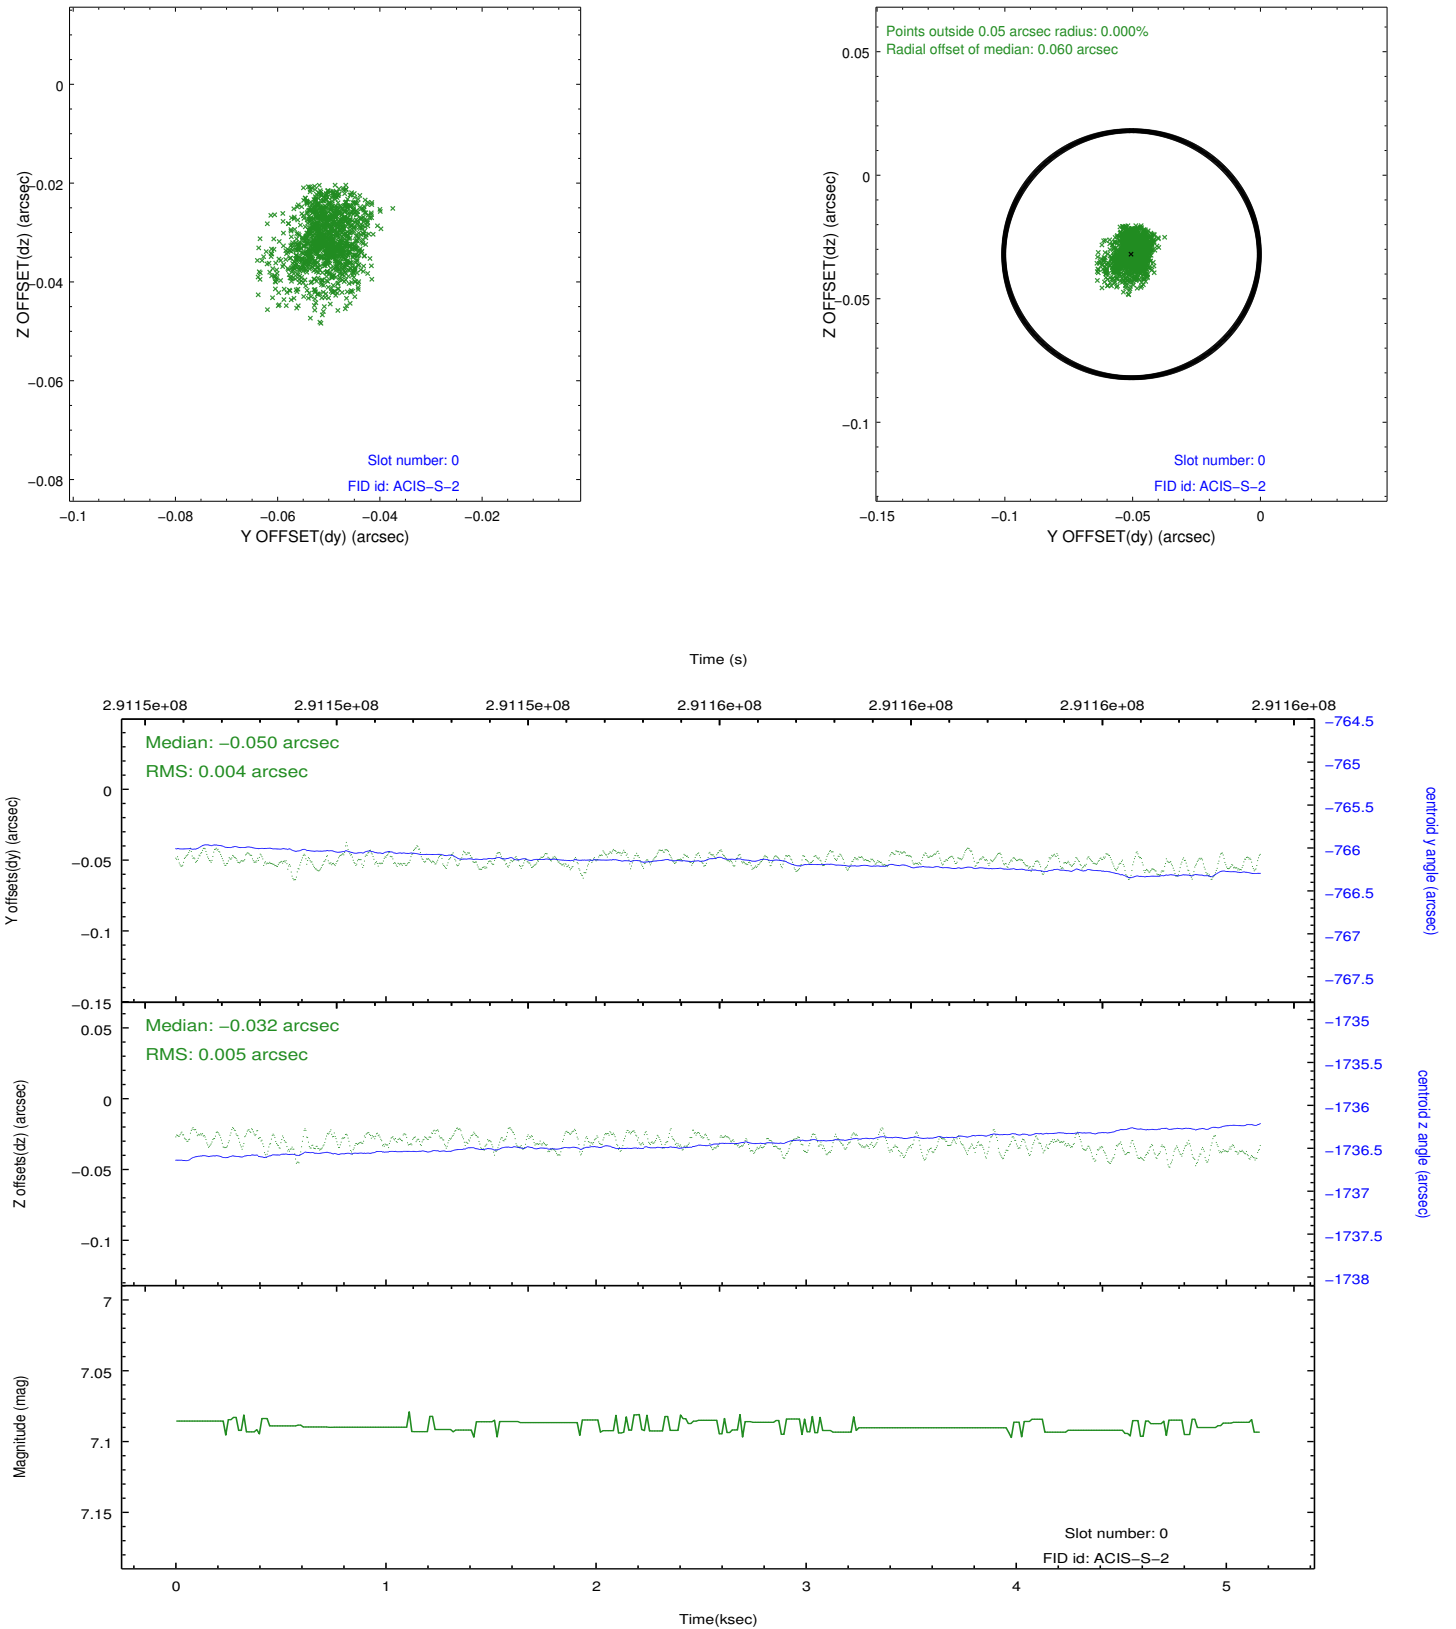 0
−0.02
−0.04
−0.06
−0.08
Z OFFSET(dz) (arcsec)
Slot number: 0
FID id: ACIS−S−2
−0.1
−0.08
−0.06
−0.04
−0.02
Y OFFSET(dy) (arcsec)
Points outside 0.05 arcsec radius: 0.000%
Radial offset of median: 0.060 arcsec
0.05
0
−0.05
−0.1
Z OFFSET(dz) (arcsec)
Slot number: 0
FID id: ACIS−S−2
−0.15
−0.1
−0.05
0
Y OFFSET(dy) (arcsec)
Time (s)
2.9115e+08
2.9115e+08
2.9115e+08
2.9116e+08
2.9116e+08
2.9116e+08
2.9116e+08
Median: −0.050 arcsec
RMS: 0.004 arcsec
0
−0.05
−0.1
−0.15
Y offsets(dy) (arcsec)
−764.5
−765
−765.5
−766
−766.5
−767
−767.5
centroid y angle (arcsec)
Median: −0.032 arcsec
RMS: 0.005 arcsec
0.05
0
−0.05
−0.1
Z offsets(dz) (arcsec)
−1735
−1735.5
−1736
−1736.5
−1737
−1737.5
−1738
centroid z angle (arcsec)
7
7.05
7.1
7.15
Magnitude (mag)
Slot number: 0
FID id: ACIS−S−2
0
1
2
3
4
5
Time(ksec)